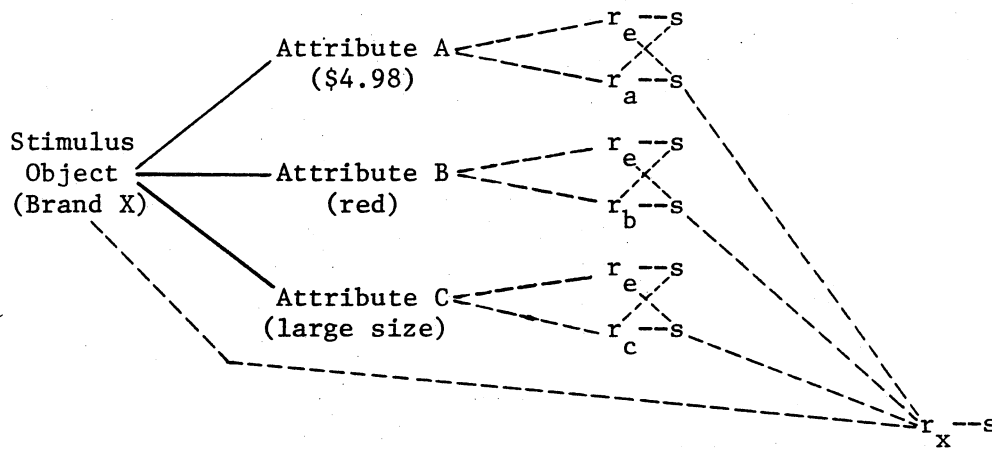 Stimulus
Object
(Brand X)
Attribute A
($4.98)
r_e --s
r_a --s
Attribute B
(red)
r_e --s
r_b --s
Attribute C
(large size)
r_e --s
r_c --s
r_x --s